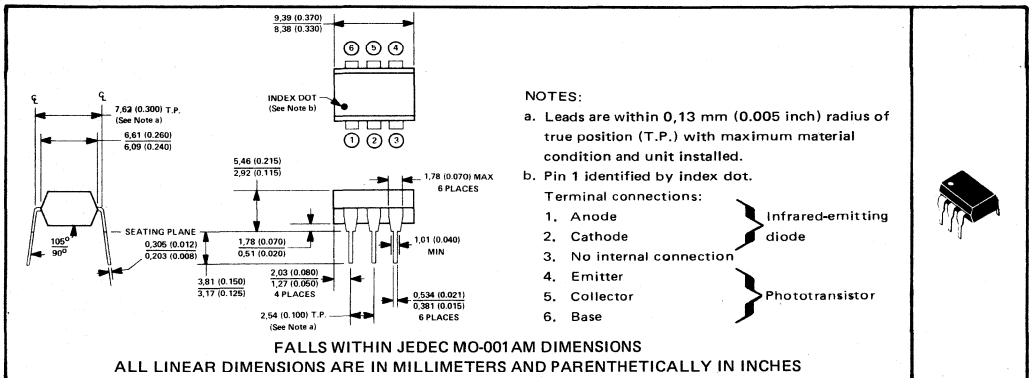 9,39 (0.370)
8,38 (0.330)
6 5 4
℄ ℄
7,62 (0.300) T.P.
(See Note a)
6,61 (0.260)
6,09 (0.240)
INDEX DOT
(See Note b)
1 2 3
5,46 (0.215)
2,92 (0.115)
1,78 (0.070) MAX
6 PLACES
105°
90°
SEATING PLANE
0,305 (0.012)
0,203 (0.008)
1,78 (0.070)
0,51 (0.020)
1,01 (0.040)
MIN
3,81 (0.150)
3,17 (0.125)
2,03 (0.080)
1,27 (0.050)
4 PLACES
0,534 (0.021)
0,381 (0.015)
6 PLACES
2,54 (0.100) T.P.
(See Note a)
NOTES:
a. Leads are within 0,13 mm (0.005 inch) radius of
true position (T.P.) with maximum material
condition and unit installed.
b. Pin 1 identified by index dot.
Terminal connections:
1. Anode
2. Cathode
Infrared-emitting
diode
3. No internal connection
4. Emitter
5. Collector
6. Base
Phototransistor
FALLS WITHIN JEDEC MO-001AM DIMENSIONS
ALL LINEAR DIMENSIONS ARE IN MILLIMETERS AND PARENTHETICALLY IN INCHES